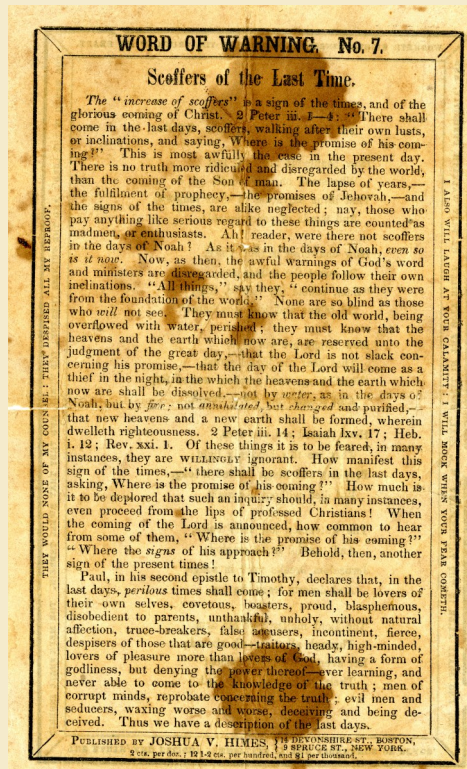 WORD OF WARNING. No. 7.
Scoffers of the Last Time.
The "increase of scoffers" is a sign of the times, and of the
glorious coming of Christ. 2 Peter iii. 1—4: "There shall
come in the last days, scoffers, walking after their own lusts,
or inclinations, and saying, Where is the promise of his com-
ing?" This is most awfully the case in the present day.
There is no truth more ridiculed and disregarded by the world,
than the coming of the Son of man. The lapse of years,—
the fulfilment of prophecy,—the promises of Jehovah,—and
the signs of the times, are alike neglected; nay, those who
pay anything like serious regard to these things are counted as
madmen, or enthusiasts. Ah! reader, were there not scoffers
in the days of Noah? As it was in the days of Noah, even so
is it now. Now, as then, the awful warnings of God's word
and ministers are disregarded, and the people follow their own
inclinations. "All things," say they, "continue as they were
from the foundation of the world." None are so blind as those
who will not see. They must know that the old world, being
overflowed with water, perished; they must know that the
heavens and the earth which now are, are reserved unto the
judgment of the great day,—that the Lord is not slack con-
cerning his promise,—that the day of the Lord will come as a
thief in the night, in the which the heavens and the earth which
now are shall be dissolved,—not by water, as in the days of
Noah, but by fire; not annihilated, but changed and purified,—
that new heavens and a new earth shall be formed, wherein
dwelleth righteousness. 2 Peter iii. 14; Isaiah lxv. 17; Heb.
i. 12; Rev. xxi. 1. Of these things it is to be feared, in many
instances, they are WILLINGLY ignorant. How manifest this
sign of the times,—"there shall be scoffers in the last days,
asking, Where is the promise of his coming?" How much is
it to be deplored that such an inquiry should, in many instances,
even proceed from the lips of professed Christians! When
the coming of the Lord is announced, how common to hear
from some of them, "Where is the promise of his coming?"
"Where the signs of his approach?" Behold, then, another
sign of the present times!
Paul, in his second epistle to Timothy, declares that, in the
last days, perilous times shall come; for men shall be lovers of
their own selves, covetous, boasters, proud, blasphemous,
disobedient to parents, unthankful, unholy, without natural
affection, truce-breakers, false accusers, incontinent, fierce,
despisers of those that are good—traitors, heady, high-minded,
lovers of pleasure more than lovers of God, having a form of
godliness, but denying the power thereof—ever learning, and
never able to come to the knowledge of the truth; men of
corrupt minds, reprobate concerning the truth; evil men and
seducers, waxing worse and worse, deceiving and being de-
ceived. Thus we have a description of the last days.
THEY WOULD NONE OF MY COUNSEL: THEY DESPISED ALL MY REPROOF.
I ALSO WILL LAUGH AT YOUR CALAMITY: I WILL MOCK WHEN YOUR FEAR COMETH.
PUBLISHED BY JOSHUA V. HIMES, { 14 DEVONSHIRE ST., BOSTON,
9 SPRUCE ST., NEW YORK.
2 cts. per doz.; 12 1-2 cts. per hundred, and $1 per thousand.